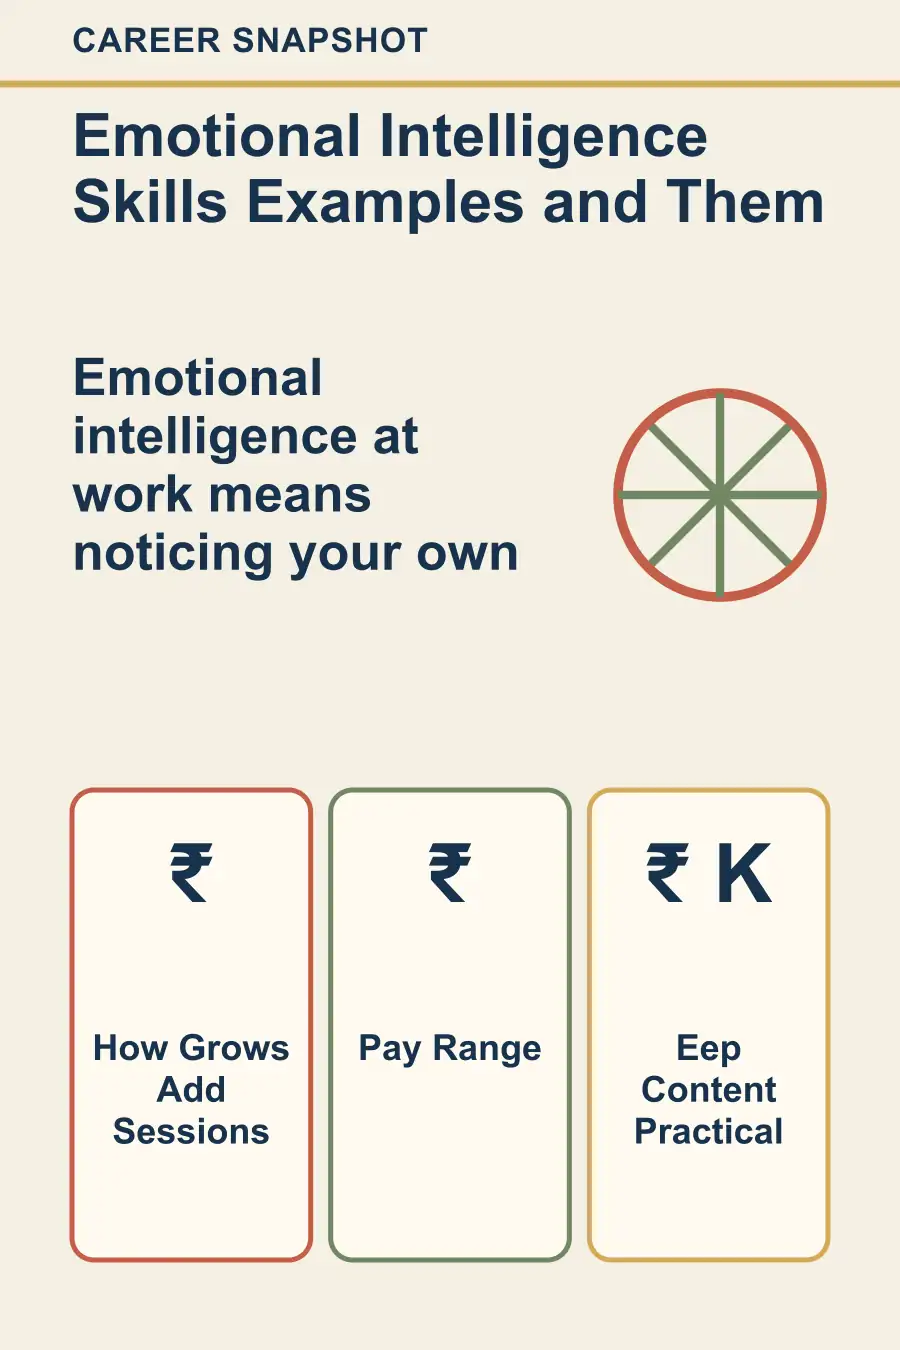 CAREER SNAPSHOT
Emotional Intelligence
Skills Examples and Them
Emotional
intelligence at
work means
noticing your own
₹
How Grows
Add
Sessions
₹
Pay Range
₹ K
Eep
Content
Practical